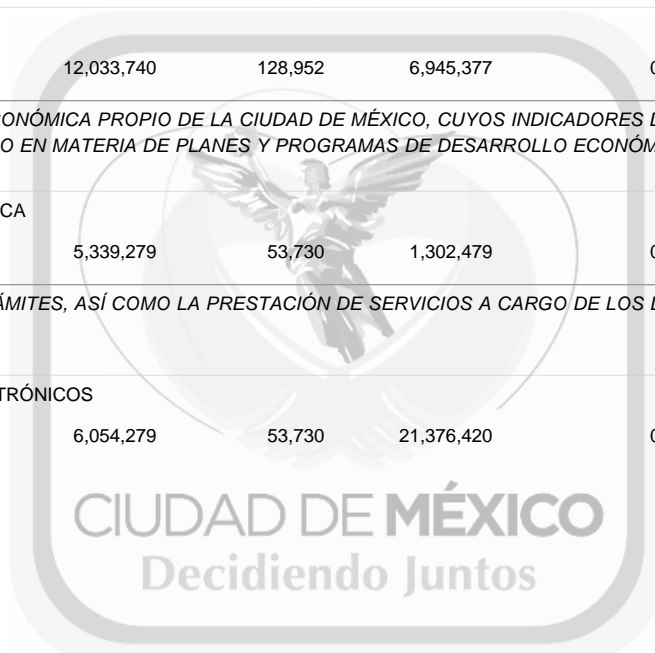 12,033,740 128,952 6,945,377 0
CONÓMICA PROPIO DE LA CIUDAD DE MÉXICO, CUYOS INDICADORES
O EN MATERIA DE PLANES Y PROGRAMAS DE DESARROLLO ECONÓM
CA
5,339,279 53,730 1,302,479 0
ÁMITES, ASÍ COMO LA PRESTACIÓN DE SERVICIOS A CARGO DE LOS
TRÓNICOS
6,054,279 53,730 21,376,420 0
CIUDAD DE MÉXICO
Decidiendo Juntos